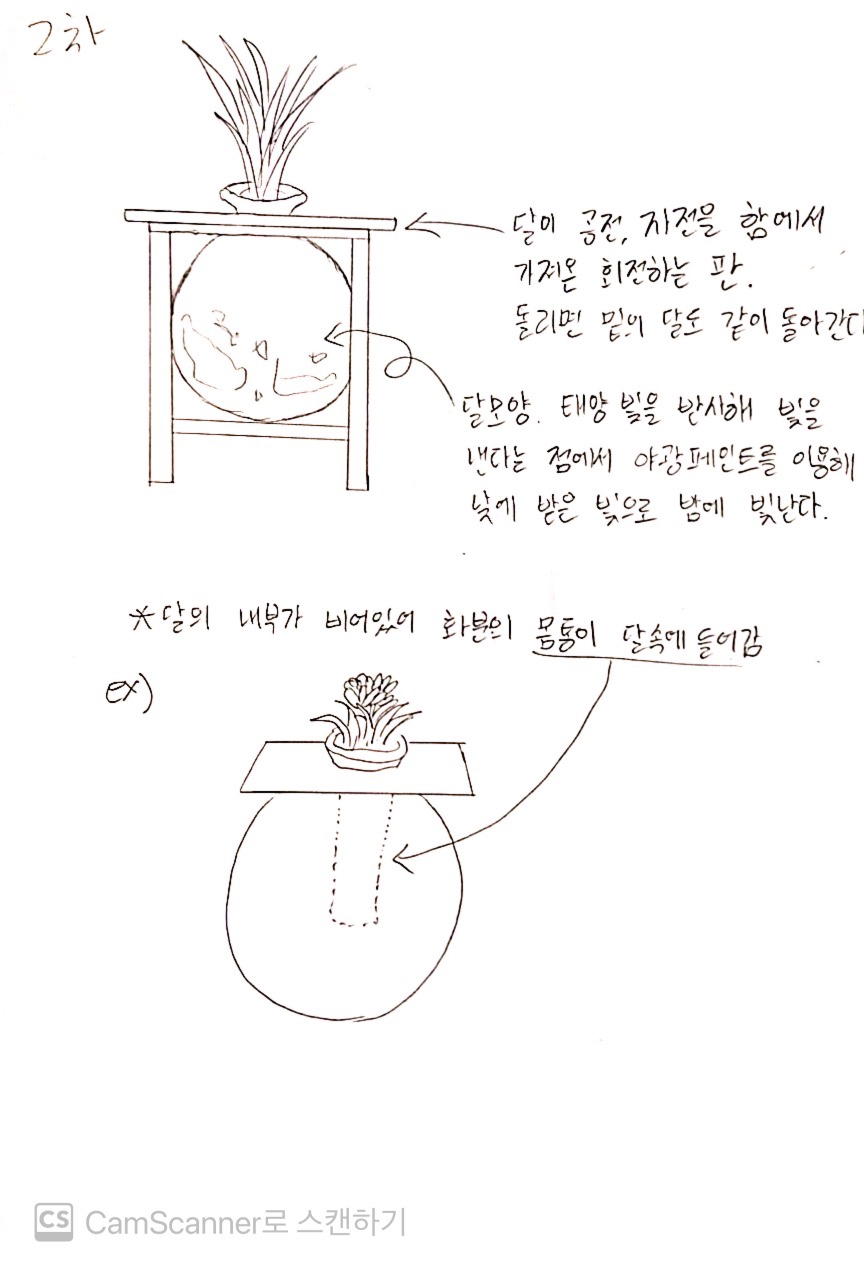 2차
달이 공전, 자전을 함에서
가져온 회전하는 판.
돌리면 밑의 달도 같이 돌아간다
달모양. 태양 빛을 반사해 빛을
낸다는 점에서 야광페인트를 이용해
낮에 받은 빛으로 밤에 빛난다.
*달의 내부가 비어있어 화분의 몸통이 달속에 들어감
ex)
CS CamScanner로 스캔하기